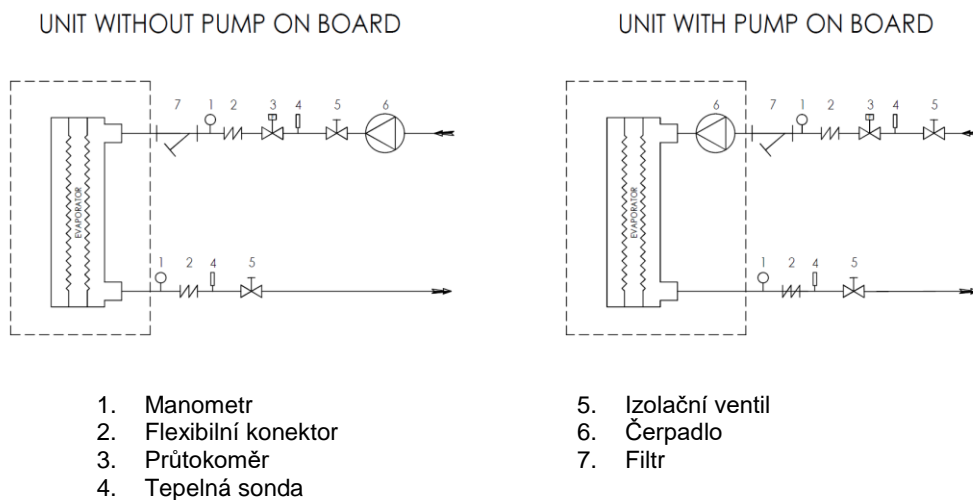 UNIT WITHOUT PUMP ON BOARD
7 1 2 3 4 5 6
EVAPORATOR
1 2 4 5
UNIT WITH PUMP ON BOARD
6 7 1 2 3 4 5
EVAPORATOR
1 2 4 5
1. Manometr
2. Flexibilní konektor
3. Průtokoměr
4. Tepelná sonda
5. Izolační ventil
6. Čerpadlo
7. Filtr